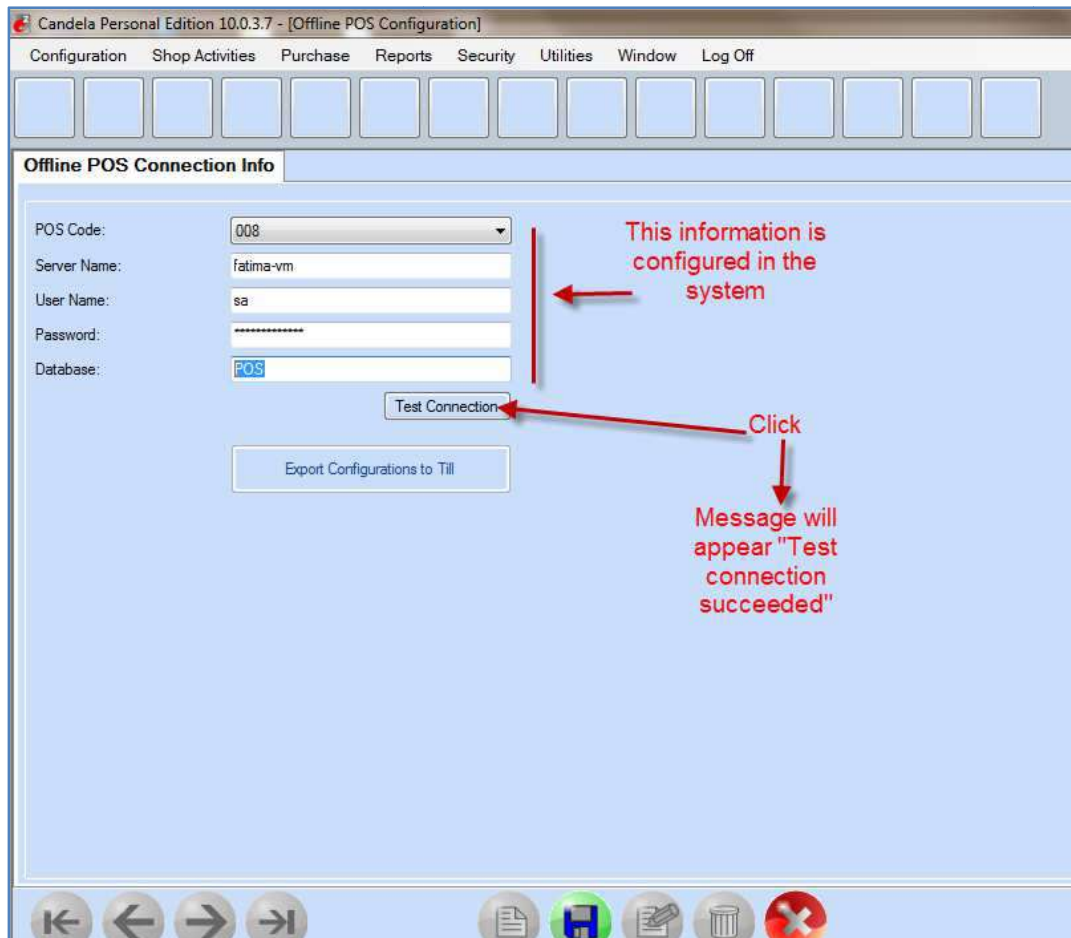 Candela Personal Edition 10.0.3.7 - [Offline POS Configuration]
Configuration Shop Activities Purchase Reports Security Utilities Window Log Off
Offline POS Connection Info
POS Code: 008
Server Name: fatima-vm
User Name: sa
Password: *************
Database: POS
Test Connection
Export Configurations to Till
This information is
configured in the
system
Click
Message will
appear "Test
connection
succeeded"